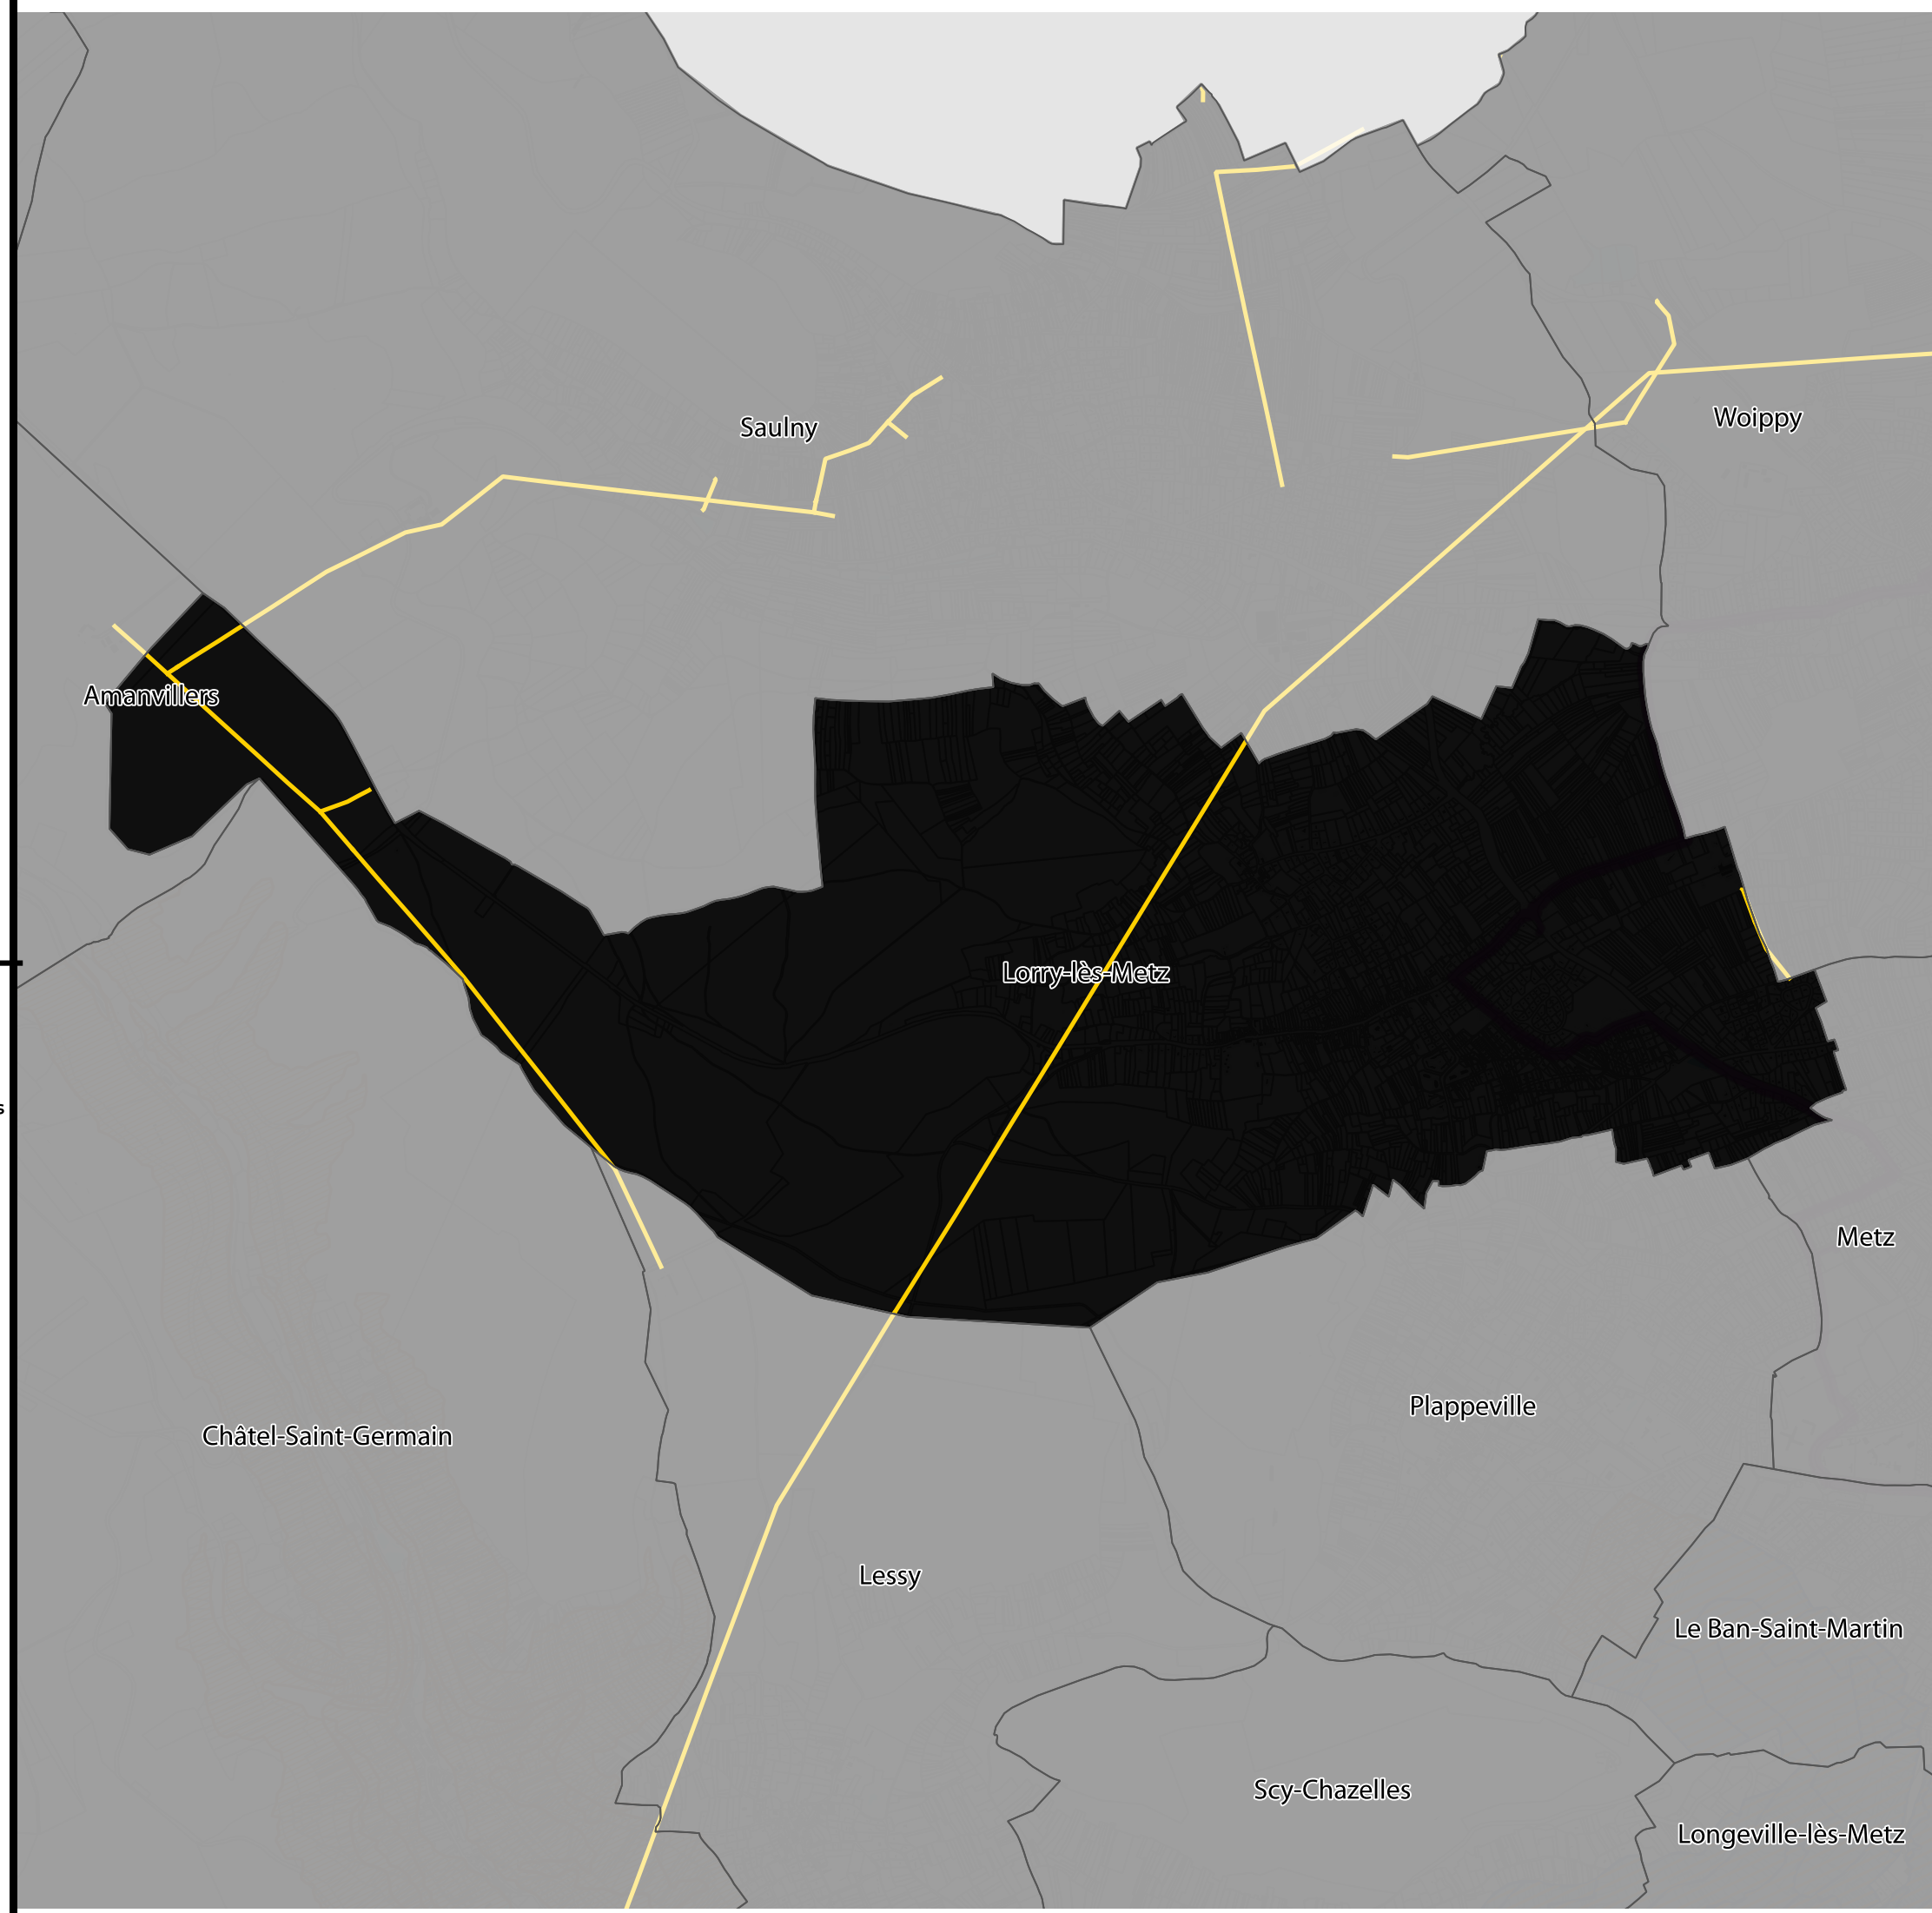 Saulny
Woippy
Amanvillers
Lorry-lès-Metz
s
Metz
Plappeville
Châtel-Saint-Germain
Lessy
Le Ban-Saint-Martin
Scy-Chazelles
Longeville-lès-Metz